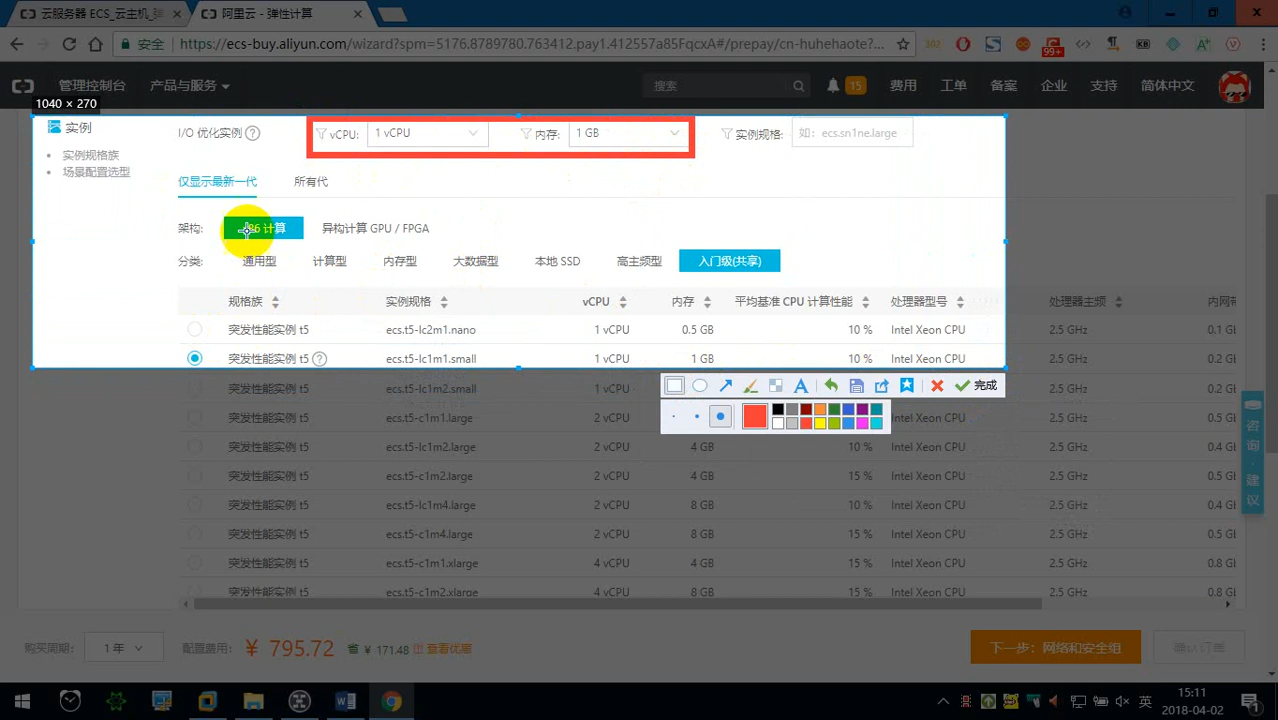 云服务器 ECS_云主机_弹
阿里云 - 弹性计算
安全 https://ecs-buy.aliyun.com/wizard?spm=5176.8789780.763412.pay1.412557a85FqcxA#/prepay/cn-huhehaote?...
302
99+
KB
管理控制台 产品与服务 搜索 15 费用 工单 备案 企业 支持 简体中文
1040 × 270
实例
I/O 优化实例 vCPU: 1 vCPU 内存: 1 GB 实例规格: 如: ecs.sn1ne.large
实例规格族
场景配置选型
仅显示最新一代 所有代
架构: 86 计算 异构计算 GPU / FPGA
分类: 通用型 计算型 内存型 大数据型 本地 SSD 高主频型 入门级(共享)
规格族 实例规格 vCPU 内存 平均基准 CPU 计算性能 处理器型号 处理器主频
突发性能实例 t5 ecs.t5-lc2m1.nano 1 vCPU 0.5 GB 10 % Intel Xeon CPU 2.5 GHz 0.1 G
突发性能实例 t5 ecs.t5-lc1m1.small 1 vCPU 1 GB 10 % Intel Xeon CPU 2.5 GHz 0.2 G
完成
突发性能实例 t5 ecs.t5-lc1m2.small 1 vCPU 2.5 GHz 0.2 G
突发性能实例 t5 ecs.t5-lc1m1.large 2 vCPU 2.5 GHz 0.4 G
突发性能实例 t5 ecs.t5-lc1m2.large 2 vCPU 4 GB 10 % Intel Xeon CPU 2.5 GHz 0.4 G
突发性能实例 t5 ecs.t5-c1m2.large 2 vCPU 4 GB 15 % Intel Xeon CPU 2.5 GHz 0.5 G
突发性能实例 t5 ecs.t5-lc1m4.large 2 vCPU 8 GB 10 % Intel Xeon CPU 2.5 GHz 0.4 G
突发性能实例 t5 ecs.t5-c1m4.large 2 vCPU 8 GB 15 % Intel Xeon CPU 2.5 GHz 0.5 G
突发性能实例 t5 ecs.t5-c1m1.xlarge 4 vCPU 4 GB 15 % Intel Xeon CPU 2.5 GHz 0.8 G
突发性能实例 t5 ecs.t5-c1m2.xlarge 4 vCPU 8 GB 15 % Intel Xeon CPU 2.5 GHz 0.8 G
咨询·建议
购买周期: 1 年 配置费用: ¥ 795.72 省 ¥ 171.48 查看优惠 下一步: 网络和安全组 确认订单
英 15:11
2018-04-02
1